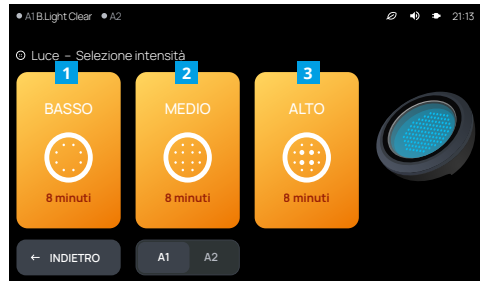 A1 B.Light Clear A2 21:13
Luce – Selezione intensità
1 2 3
BASSO MEDIO ALTO
8 minuti 8 minuti 8 minuti
← INDIETRO A1 A2